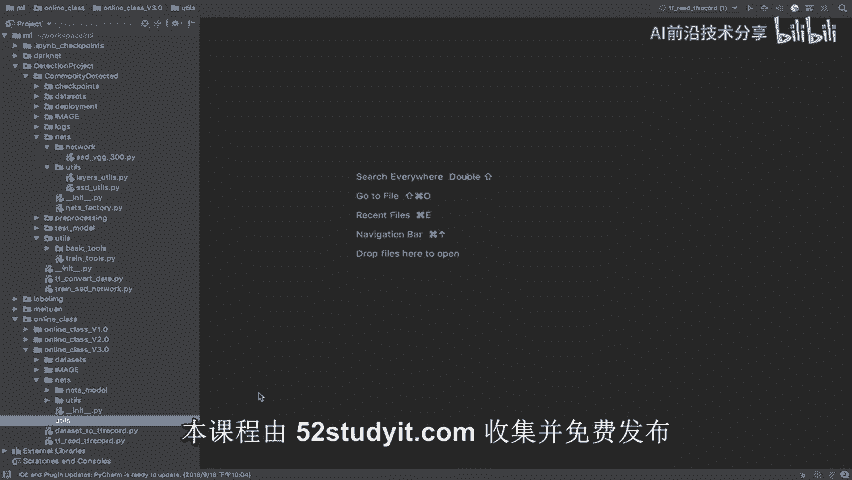 ml online_class online_class_V3.0 utils
tf_read_tfrecord (1)
Project
AI前沿技术分享 bilibili
ml ~/workspace/ml
.ipynb_checkpoints
darknet
DetectionProject
CommodityDetected
checkpoints
datasets
deployment
IMAGE
logs
nets
network
ssd_vgg_300.py
utils
layers_utils.py
ssd_utils.py
__init__.py
nets_factory.py
preprocessing
test_model
utils
basic_tools
train_tools.py
__init__.py
tf_convert_data.py
train_ssd_network.py
labelimg
meituan
online_class
online_class_V1.0
online_class_V2.0
online_class_V3.0
datasets
IMAGE
nets
nets_model
utils
__init__.py
utils
dataset_to_tfrecord.py
tf_read_tfrecord.py
External Libraries
Scratches and Consoles
Search Everywhere Double ⇧
Go to File ⇧⌘O
Recent Files ⌘E
Navigation Bar ⌘↑
Drop files here to open
本课程由 52studyit.com 收集并免费发布
IDE and Plugin Updates: PyCharm is ready to update. (2018/9/16 下午10:04)